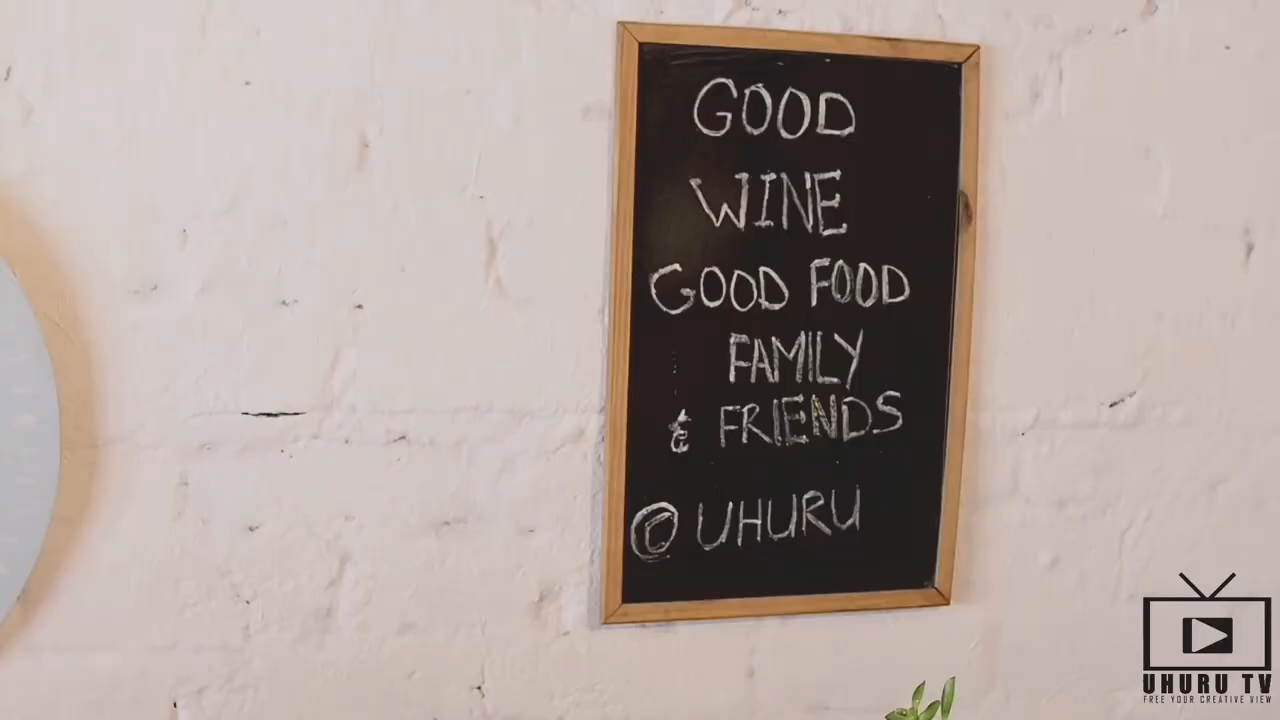 GOOD
WINE
GOOD FOOD
FAMILY
& FRIENDS
@ UHURU
UHURU TV
FREE YOUR CREATIVE VIEW